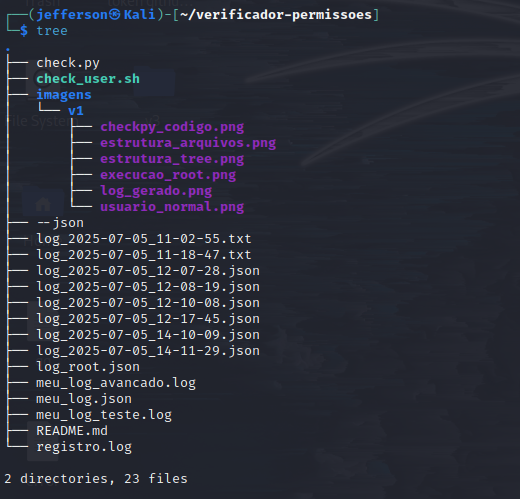 ┌──(jefferson㉿Kali)-[~/verificador-permissoes]
└─$ tree
.
├── check.py
├── check_user.sh
├── imagens
│   └── v1
│       ├── checkpy_codigo.png
│       ├── estrutura_arquivos.png
│       ├── estrutura_tree.png
│       ├── execucao_root.png
│       ├── log_gerado.png
│       └── usuario_normal.png
├── --json
├── log_2025-07-05_11-02-55.txt
├── log_2025-07-05_11-18-47.txt
├── log_2025-07-05_12-07-28.json
├── log_2025-07-05_12-08-19.json
├── log_2025-07-05_12-10-08.json
├── log_2025-07-05_12-17-45.json
├── log_2025-07-05_14-10-09.json
├── log_2025-07-05_14-11-29.json
├── log_root.json
├── meu_log_avancado.log
├── meu_log.json
├── meu_log_teste.log
├── README.md
└── registro.log
2 directories, 23 files